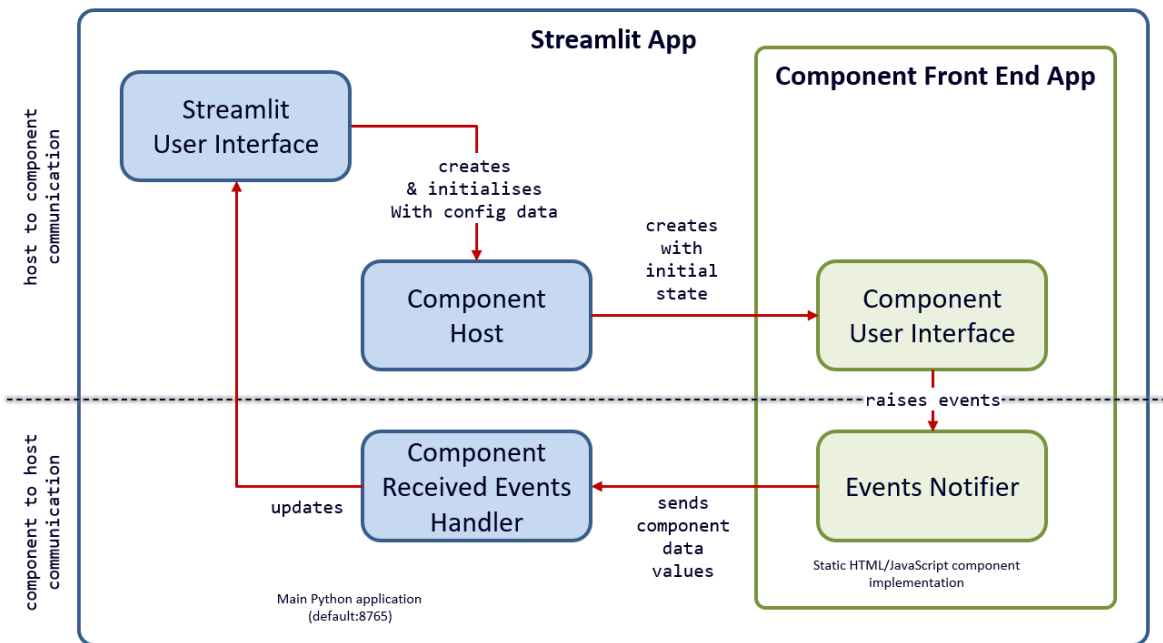 Streamlit App
Component Front End App
host to component
communication
Streamlit
User Interface
creates
& initialises
With config data
creates
with
initial
state
Component
Host
Component
User Interface
raises events
component to host
communication
Component
Received Events
Handler
Events Notifier
updates
sends
component
data
values
Static HTML/JavaScript component
implementation
Main Python application
(default:8765)